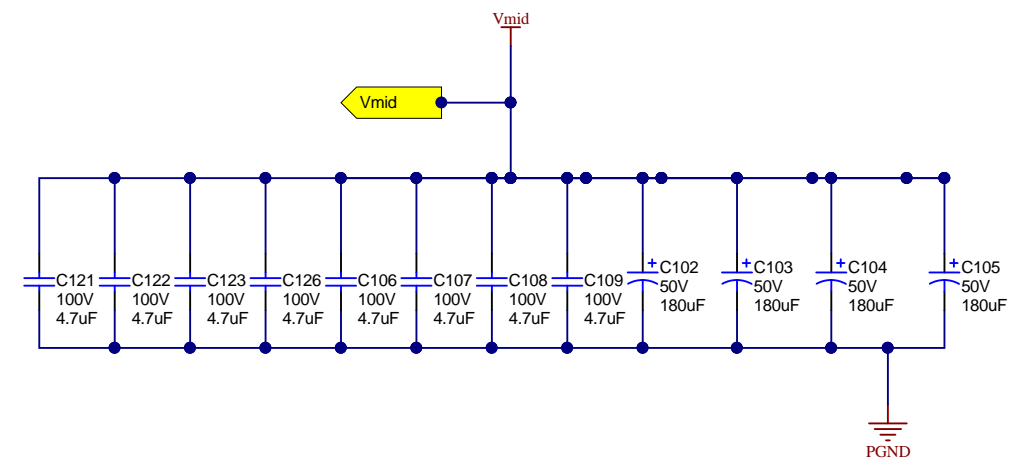 Vmid
Vmid
C121
100V
4.7uF
C122
100V
4.7uF
C123
100V
4.7uF
C126
100V
4.7uF
C106
100V
4.7uF
C107
100V
4.7uF
C108
100V
4.7uF
C109
100V
4.7uF
+
C102
50V
180uF
+
C103
50V
180uF
+
C104
50V
180uF
+
C105
50V
180uF
PGND